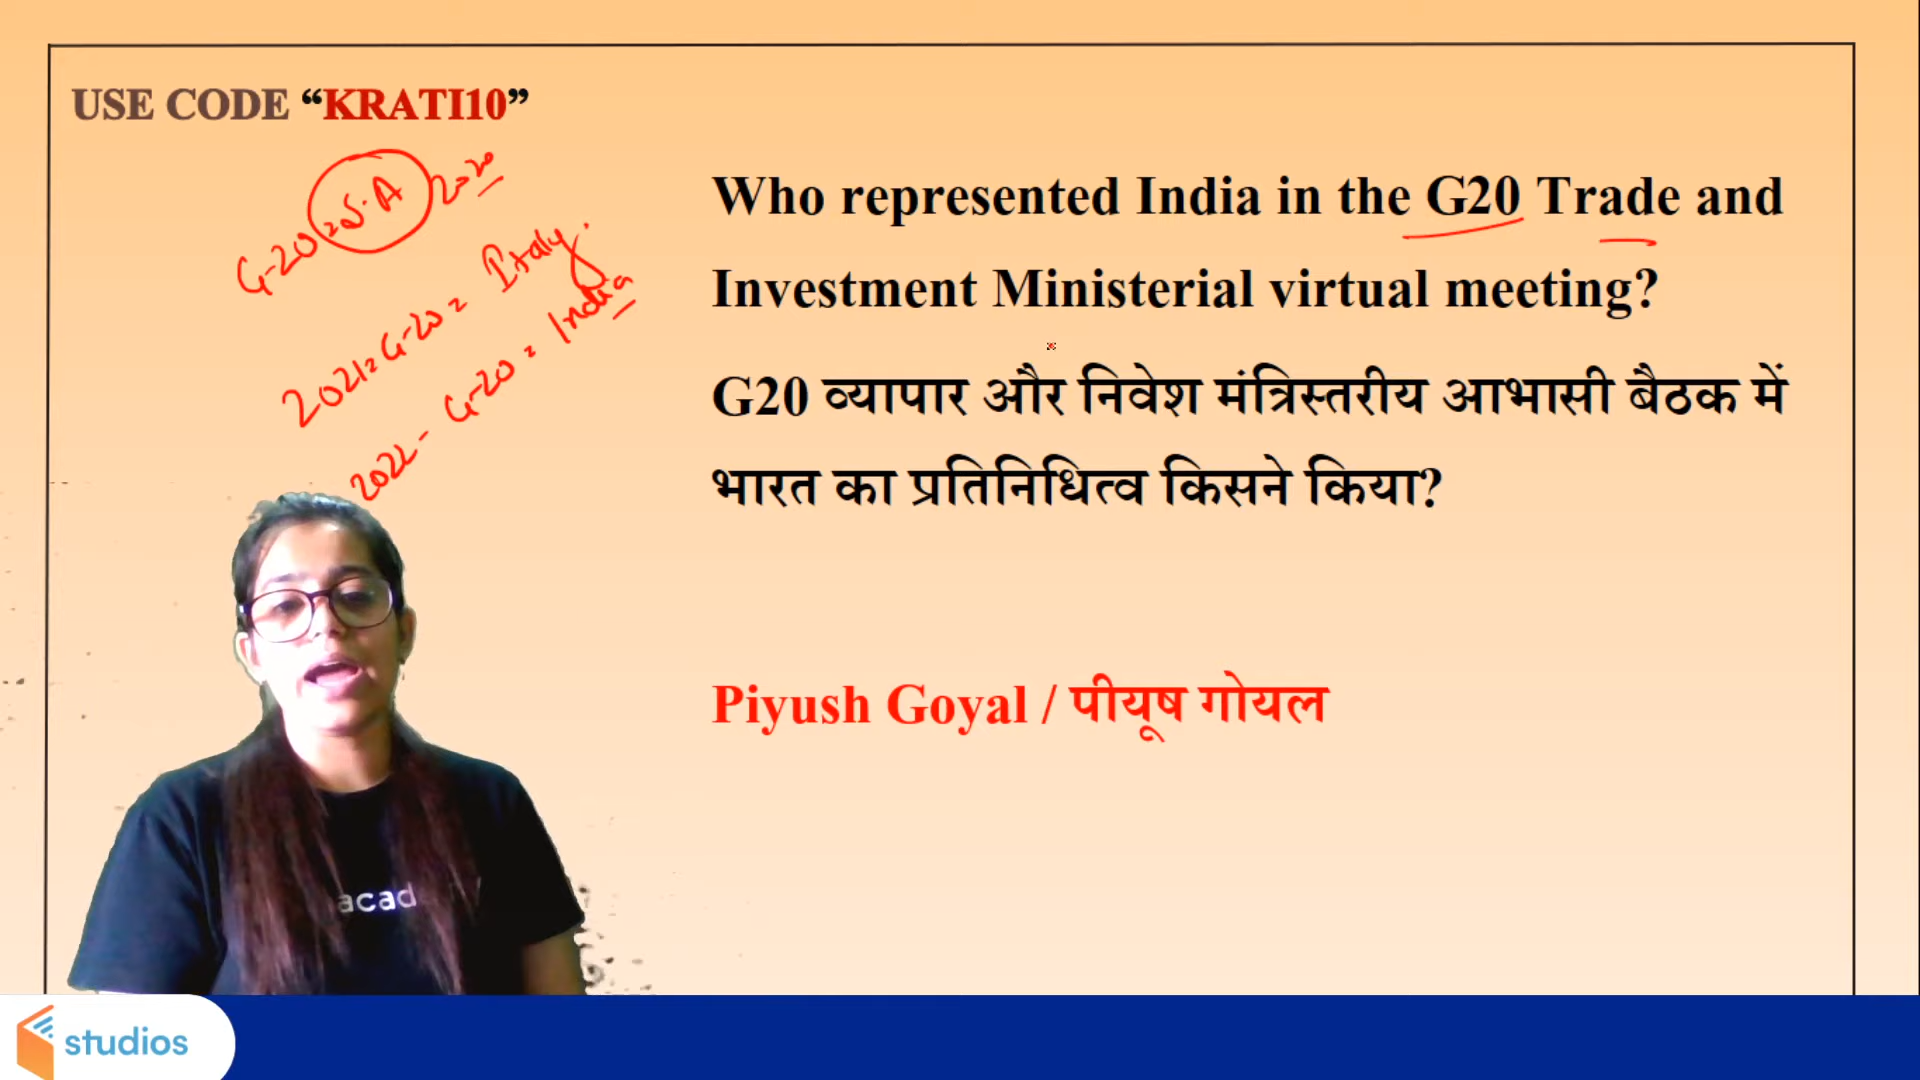 USE CODE “KRATI10”
G-20 = S.A 2020
2021 = G-20 = Italy.
2022 - G-20 = India
Who represented India in the G20 Trade and
Investment Ministerial virtual meeting?
G20 व्यापार और निवेश मंत्रिस्तरीय आभासी बैठक में
भारत का प्रतिनिधित्व किसने किया?
Piyush Goyal / पीयूष गोयल
acad
studios